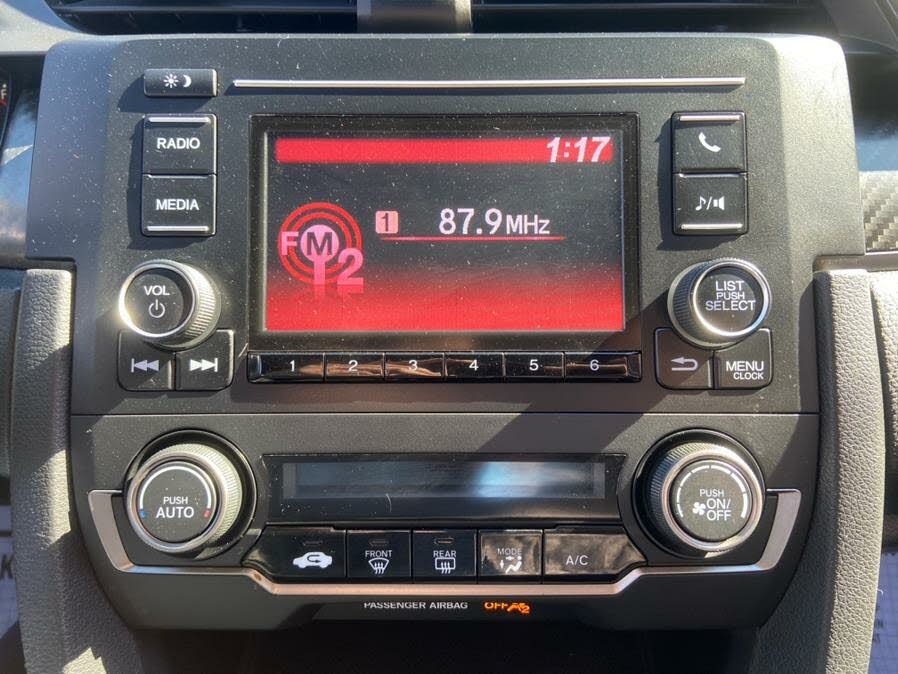 RADIO
MEDIA
1:17
FM2
1 87.9MHz
VOL
LIST
PUSH
SELECT
1 2 3 4 5 6
MENU
CLOCK
PUSH
AUTO
PUSH
ON/
OFF
FRONT
REAR
MODE
A/C
PASSENGER AIRBAG OFF 2